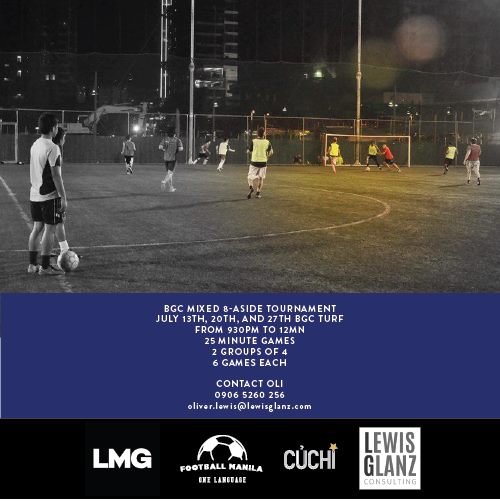 BGC MIXED 8-ASIDE TOURNAMENT
JULY 13TH, 20TH, AND 27TH BGC TURF
FROM 930PM TO 12MN
25 MINUTE GAMES
2 GROUPS OF 4
6 GAMES EACH
CONTACT OLI
0906 5260 256
oliver.lewis@lewisglanz.com
LMG
FOOTBALL MANILA
ONE LANGUAGE
CỦCHI
LEWIS
GLANZ
CONSULTING